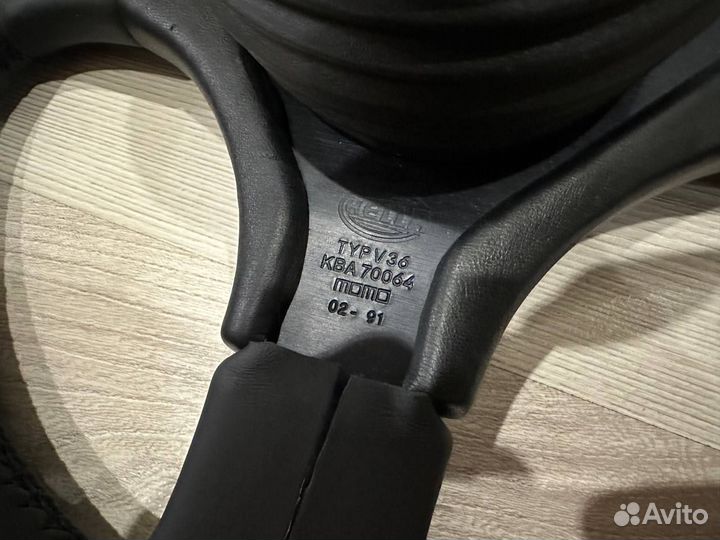 HELLA
TYP V36
KBA 70064
momo
02- 91
Avito